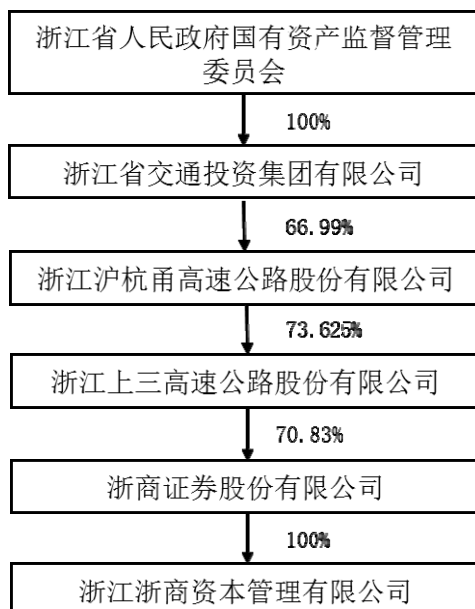 浙江省人民政府国有资产监督管理
委员会
100%
浙江省交通投资集团有限公司
66.99%
浙江沪杭甬高速公路股份有限公司
73.625%
浙江上三高速公路股份有限公司
70.83%
浙商证券股份有限公司
100%
浙江浙商资本管理有限公司